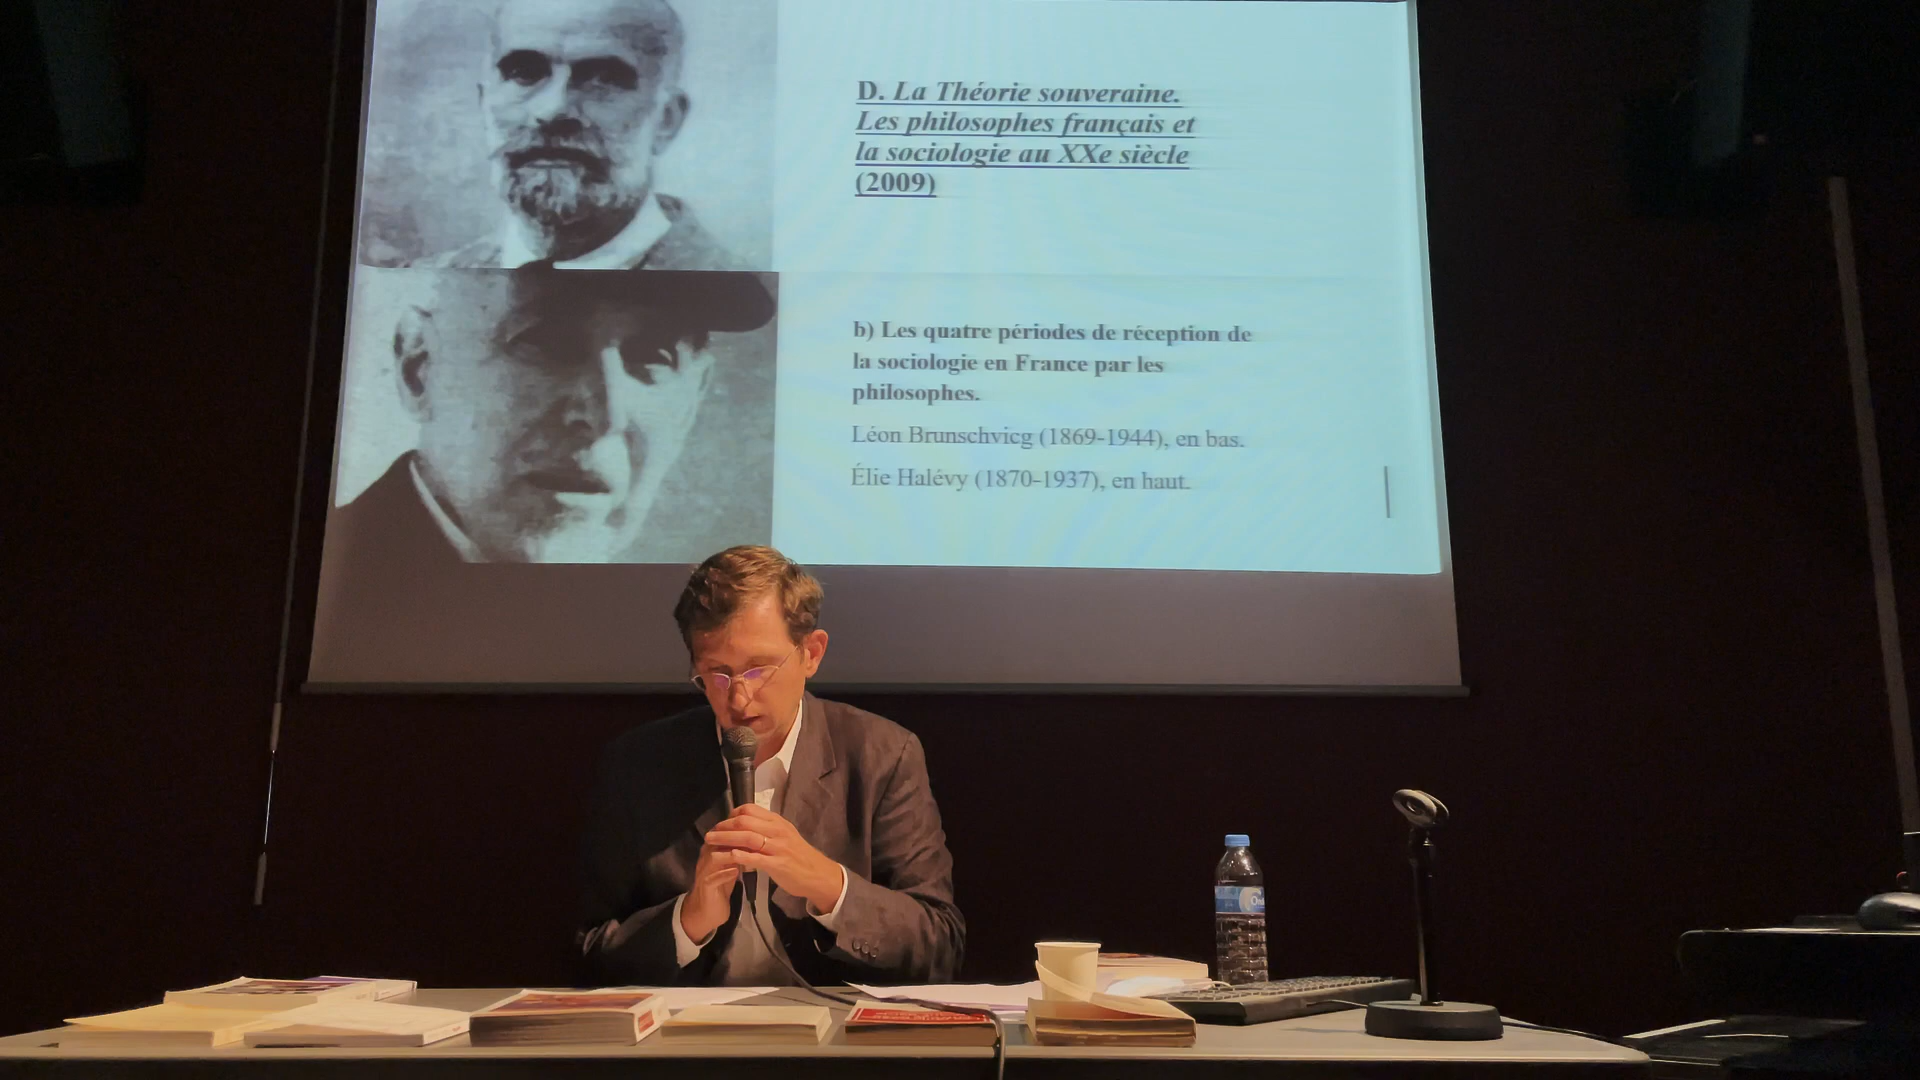 D. La Théorie souveraine.
Les philosophes français et
la sociologie au XXe siècle
(2009)
b) Les quatre périodes de réception de
la sociologie en France par les
philosophes.
Léon Brunschvicg (1869-1944), en bas.
Élie Halévy (1870-1937), en haut.